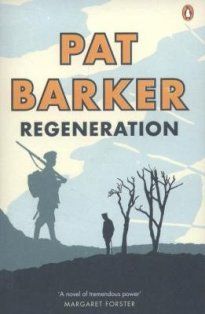 PAT
BARKER
REGENERATION
'A novel of tremendous power'
MARGARET FORSTER